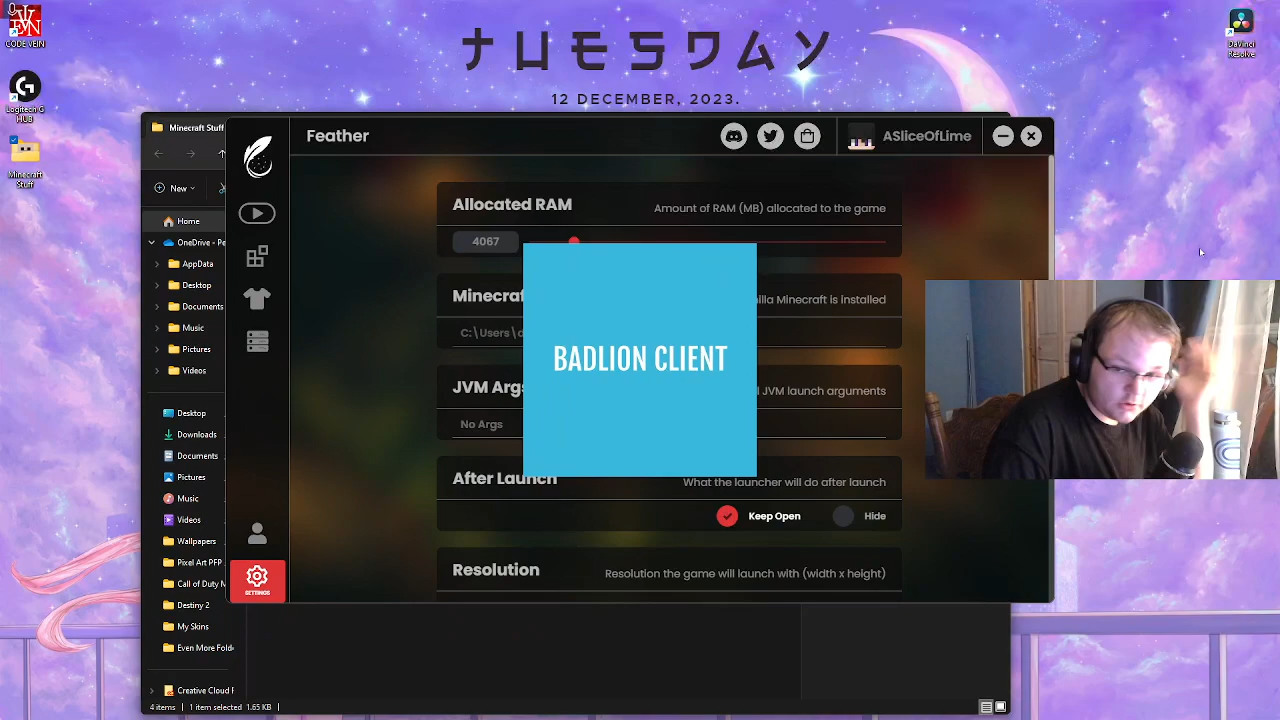 TUESDAY
12 DECEMBER, 2023.
CODE VEIN
Logitech G
HUB
Minecraft
Stuff
DaVinci
Resolve
Minecraft Stuff
New
Home
OneDrive - Pe
AppData
Desktop
Documents
Music
Pictures
Videos
Desktop
Downloads
Documents
Pictures
Music
Videos
Wallpapers
Pixel Art PFP
Call of Duty M
Destiny 2
My Skins
Even More Folde
Creative Cloud F
4 items
1 item selected 1.65 KB
Feather
ASliceOfLime
SETTINGS
Allocated RAM
Amount of RAM (MB) allocated to the game
4067
Minecraf
illa Minecraft is installed
C:\Users\d
JVM Args
JVM launch arguments
No Args
After Launch
What the launcher will do after launch
Keep Open
Hide
Resolution
Resolution the game will launch with (width x height)
BADLION CLIENT